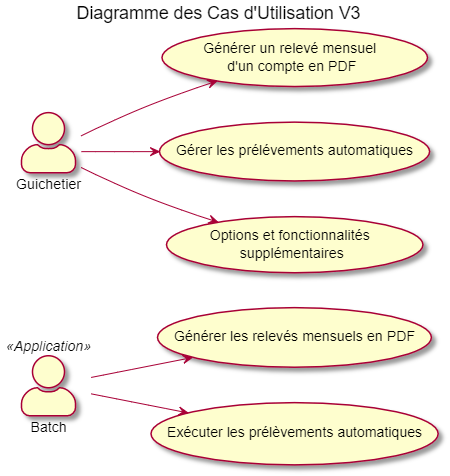 Diagramme des Cas d'Utilisation V3
Générer un relevé mensuel
d'un compte en PDF
Guichetier
Gérer les prélévements automatiques
Options et fonctionnalités
supplémentaires
«Application»
Batch
Générer les relevés mensuels en PDF
Exécuter les prélèvements automatiques